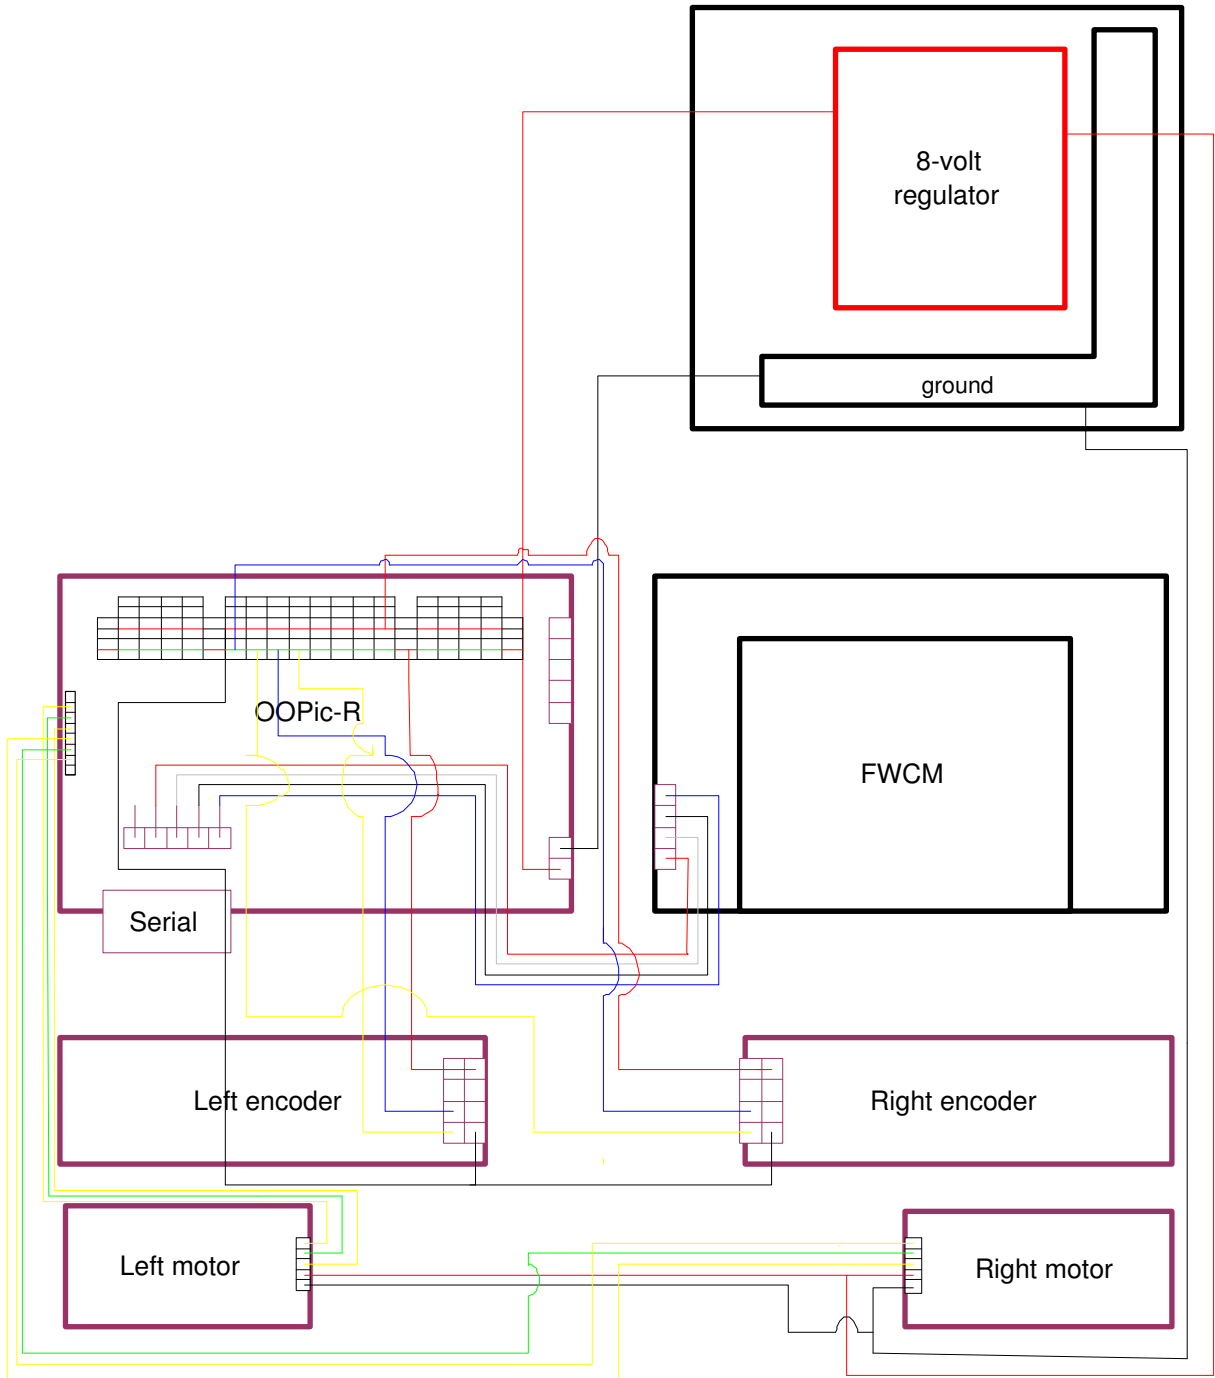 8-volt
regulator
ground
OOPic-R
FWCM
Serial
Left encoder
Right encoder
Left motor
Right motor